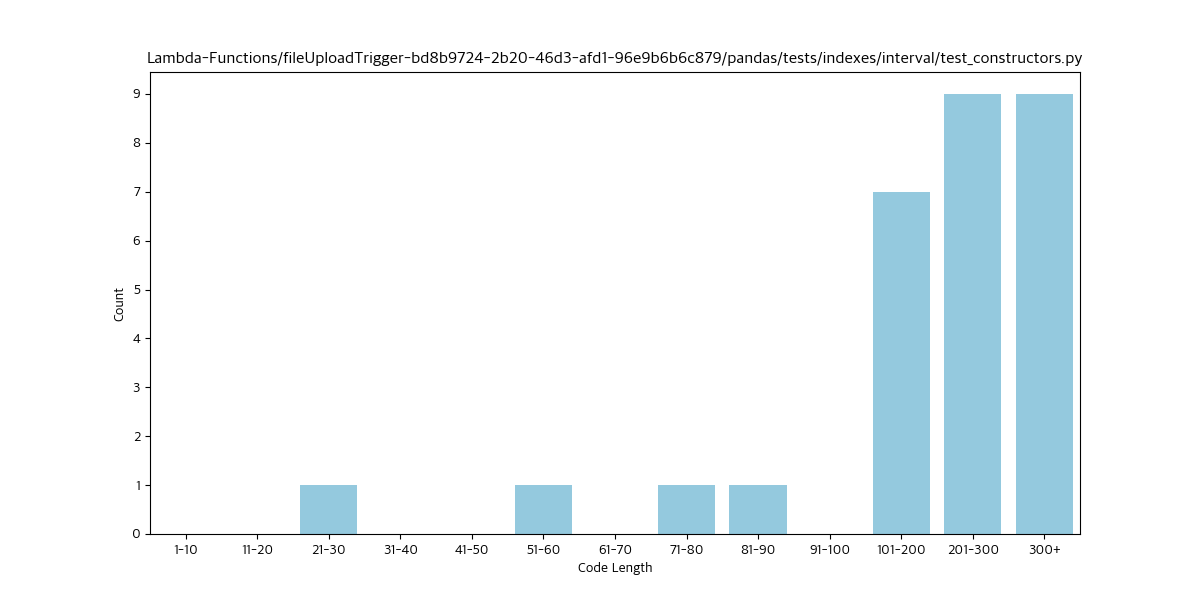 Lambda-Functions/fileUploadTrigger-bd8b9724-2b20-46d3-afd1-96e9b6b6c879/pandas/tests/indexes/interval/test_constructors.py
9
8
7
6
5
4
3
2
1
0
Count
1-10 11-20 21-30 31-40 41-50 51-60 61-70 71-80 81-90 91-100 101-200 201-300 300+
Code Length